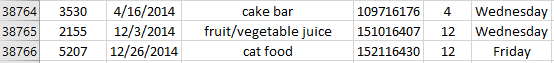 38764 3530 4/16/2014 cake bar 109716176 4 Wednesday
38765 2155 12/3/2014 fruit/vegetable juice 151016407 12 Wednesday
38766 5207 12/26/2014 cat food 152116430 12 Friday